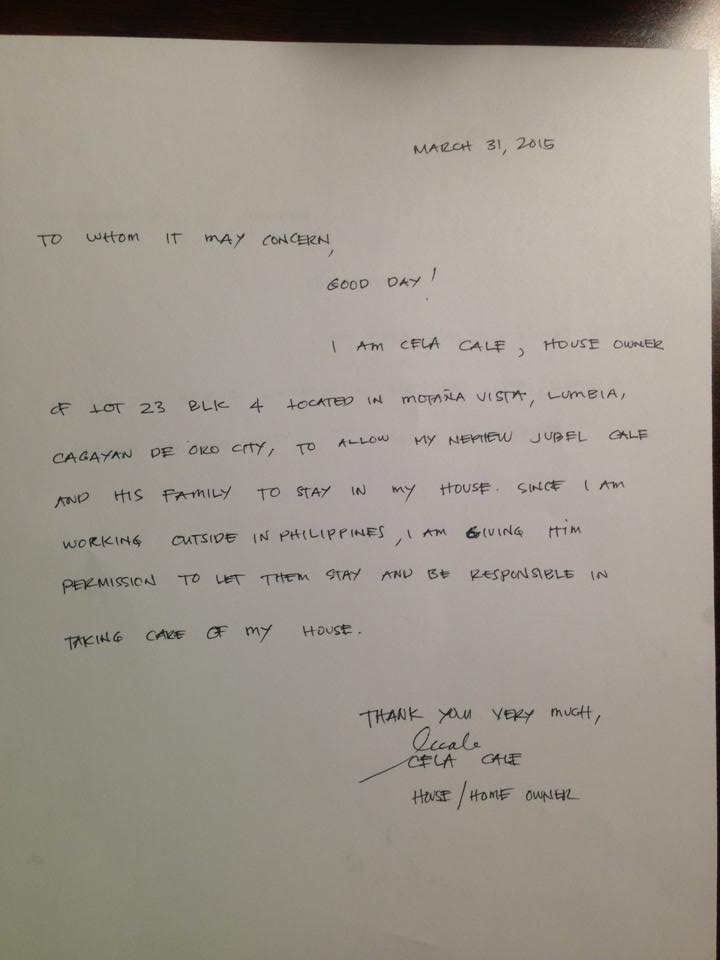 MARCH 31, 2015
TO WHOM IT MAY CONCERN,
GOOD DAY!
I AM CELA CALE, HOUSE OWNER
OF LOT 23 BLK 4 LOCATED IN MOTAÑA VISTA, LUMBIA,
CAGAYAN DE ORO CITY, TO ALLOW MY NEPHEW JUBEL CALE
AND HIS FAMILY TO STAY IN MY HOUSE. SINCE I AM
WORKING OUTSIDE IN PHILIPPINES, I AM GIVING HIM
PERMISSION TO LET THEM STAY AND BE RESPONSIBLE IN
TAKING CARE OF MY HOUSE.
THANK YOU VERY MUCH,
CELA CALE
HOUSE/HOME OWNER